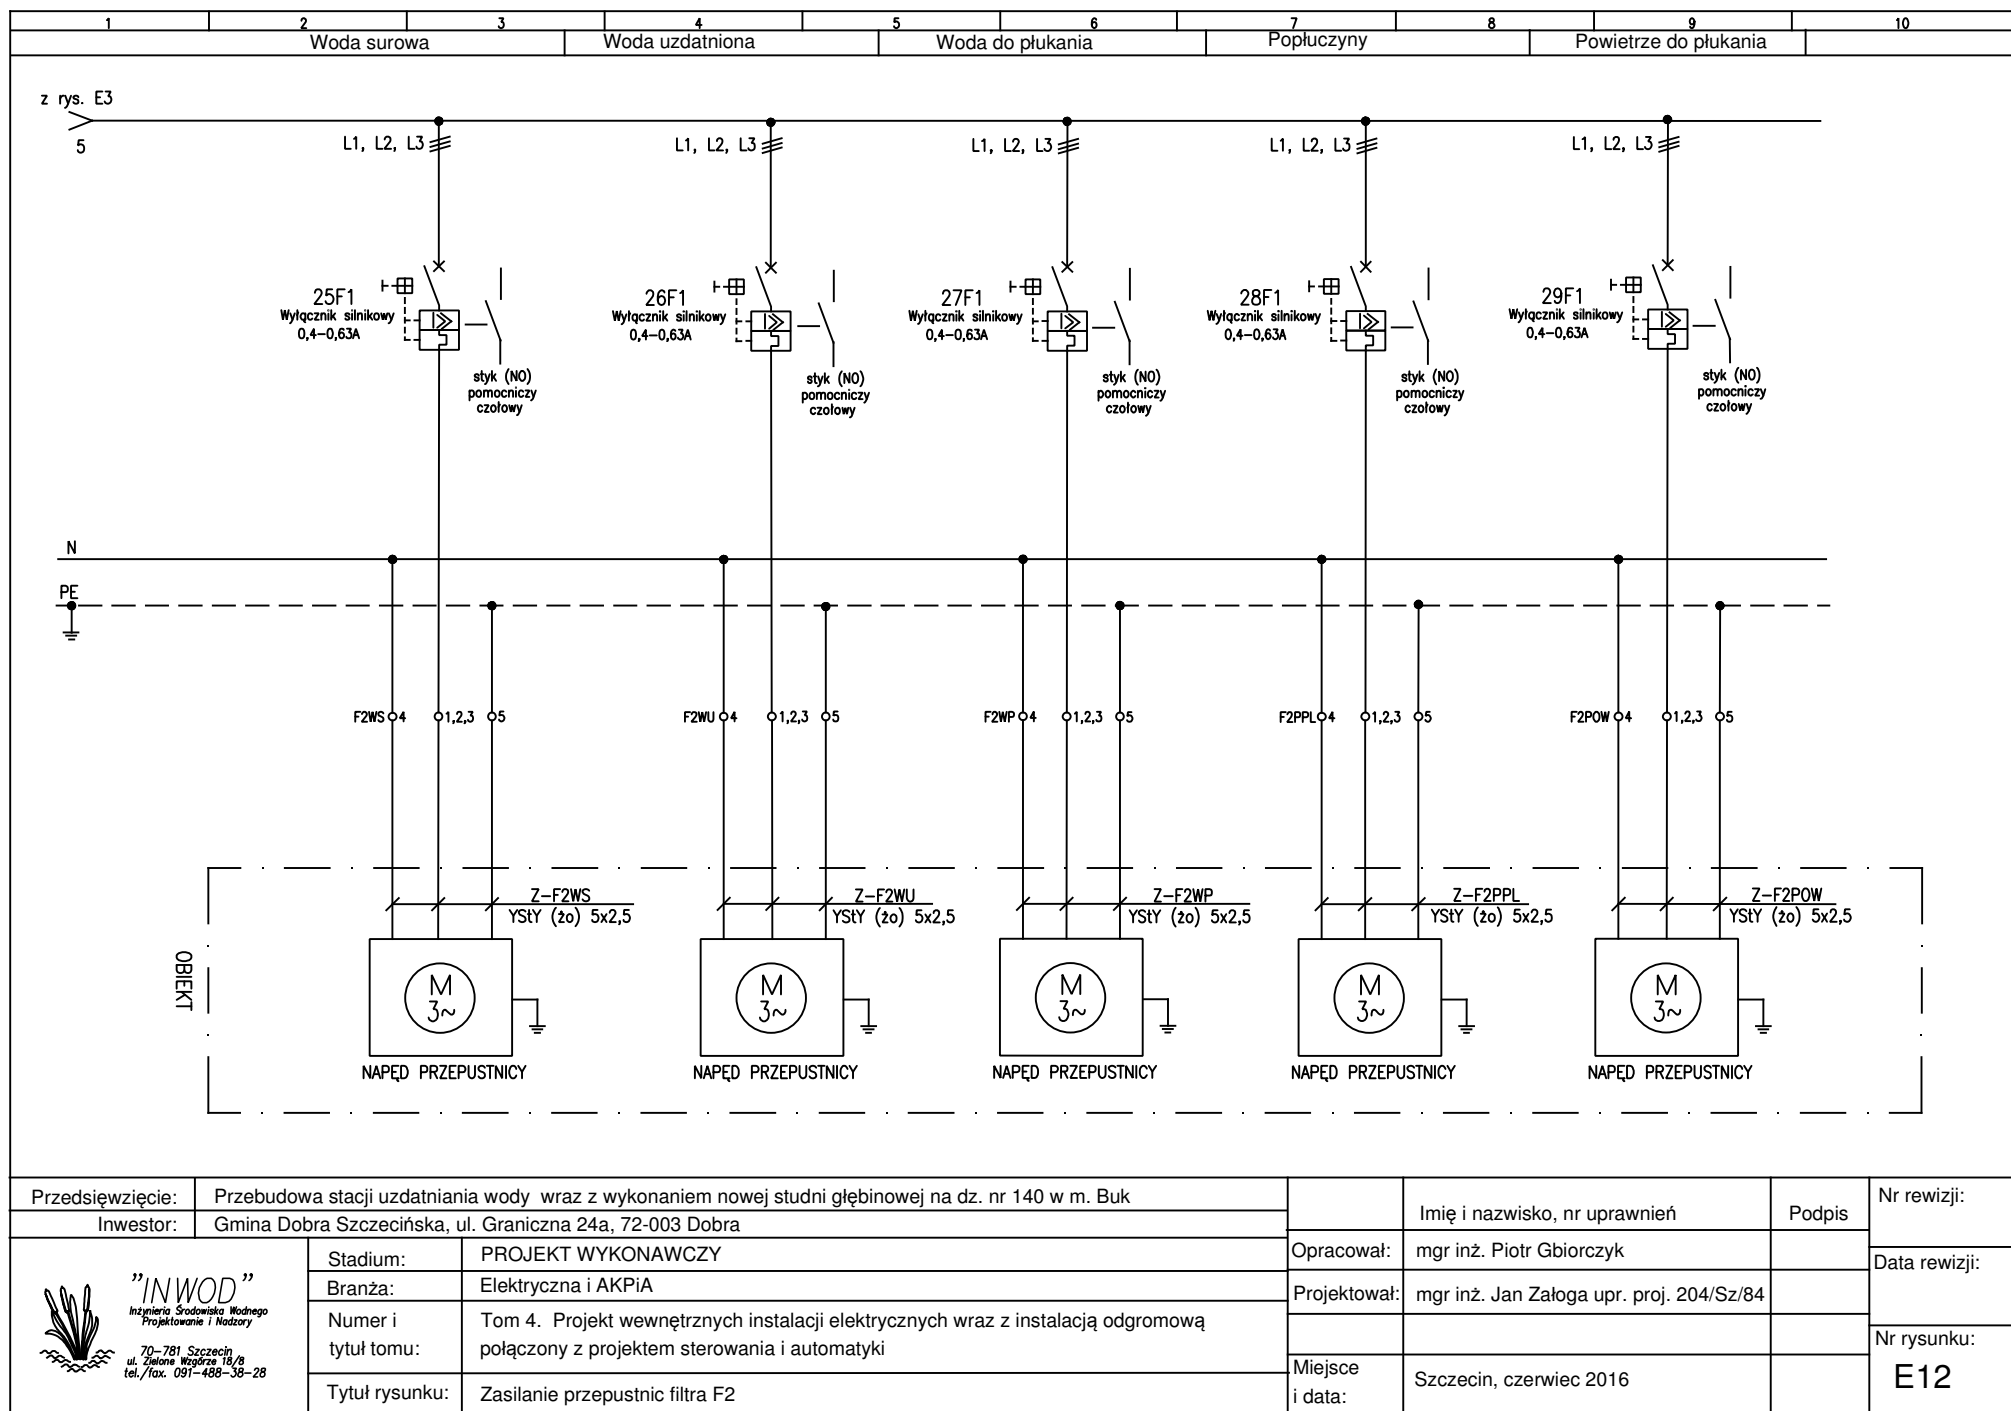 1 2 3 4 5 6 7 8 9 10
Woda surowa Woda uzdatniona Woda do płukania Popłuczyny Powietrze do płukania
z rys. E3
5
L1, L2, L3 L1, L2, L3 L1, L2, L3 L1, L2, L3 L1, L2, L3
25F1
Wyłącznik silnikowy
0,4-0,63A
styk (NO)
pomocniczy
czołowy
26F1
Wyłącznik silnikowy
0,4-0,63A
styk (NO)
pomocniczy
czołowy
27F1
Wyłącznik silnikowy
0,4-0,63A
styk (NO)
pomocniczy
czołowy
28F1
Wyłącznik silnikowy
0,4-0,63A
styk (NO)
pomocniczy
czołowy
29F1
Wyłącznik silnikowy
0,4-0,63A
styk (NO)
pomocniczy
czołowy
N
PE
F2WS 4 1,2,3 5 F2WU 4 1,2,3 5 F2WP 4 1,2,3 5 F2PPL 4 1,2,3 5 F2POW 4 1,2,3 5
OBIEKT
Z-F2WS
YStY (żo) 5x2,5
Z-F2WU
YStY (żo) 5x2,5
Z-F2WP
YStY (żo) 5x2,5
Z-F2PPL
YStY (żo) 5x2,5
Z-F2POW
YStY (żo) 5x2,5
M
3~
M
3~
M
3~
M
3~
M
3~
NAPĘD PRZEPUSTNICY NAPĘD PRZEPUSTNICY NAPĘD PRZEPUSTNICY NAPĘD PRZEPUSTNICY NAPĘD PRZEPUSTNICY
Przedsięwzięcie: Przebudowa stacji uzdatniania wody wraz z wykonaniem nowej studni głębinowej na dz. nr 140 w m. Buk
Inwestor: Gmina Dobra Szczecińska, ul. Graniczna 24a, 72-003 Dobra
"INWOD"
Inżynieria Środowiska Wodnego
Projektowanie i Nadzory
70-781 Szczecin
ul. Zielone Wzgórze 18/8
tel./fax. 091-488-38-28
Stadium: PROJEKT WYKONAWCZY
Branża: Elektryczna i AKPiA
Numer i
tytuł tomu:
Tom 4. Projekt wewnętrznych instalacji elektrycznych wraz z instalacją odgromową
połączony z projektem sterowania i automatyki
Tytuł rysunku: Zasilanie przepustnic filtra F2
Imię i nazwisko, nr uprawnień Podpis
Opracował: mgr inż. Piotr Gbiorczyk
Projektował: mgr inż. Jan Załoga upr. proj. 204/Sz/84
Miejsce
i data:
Szczecin, czerwiec 2016
Nr rewizji:
Data rewizji:
Nr rysunku:
E12